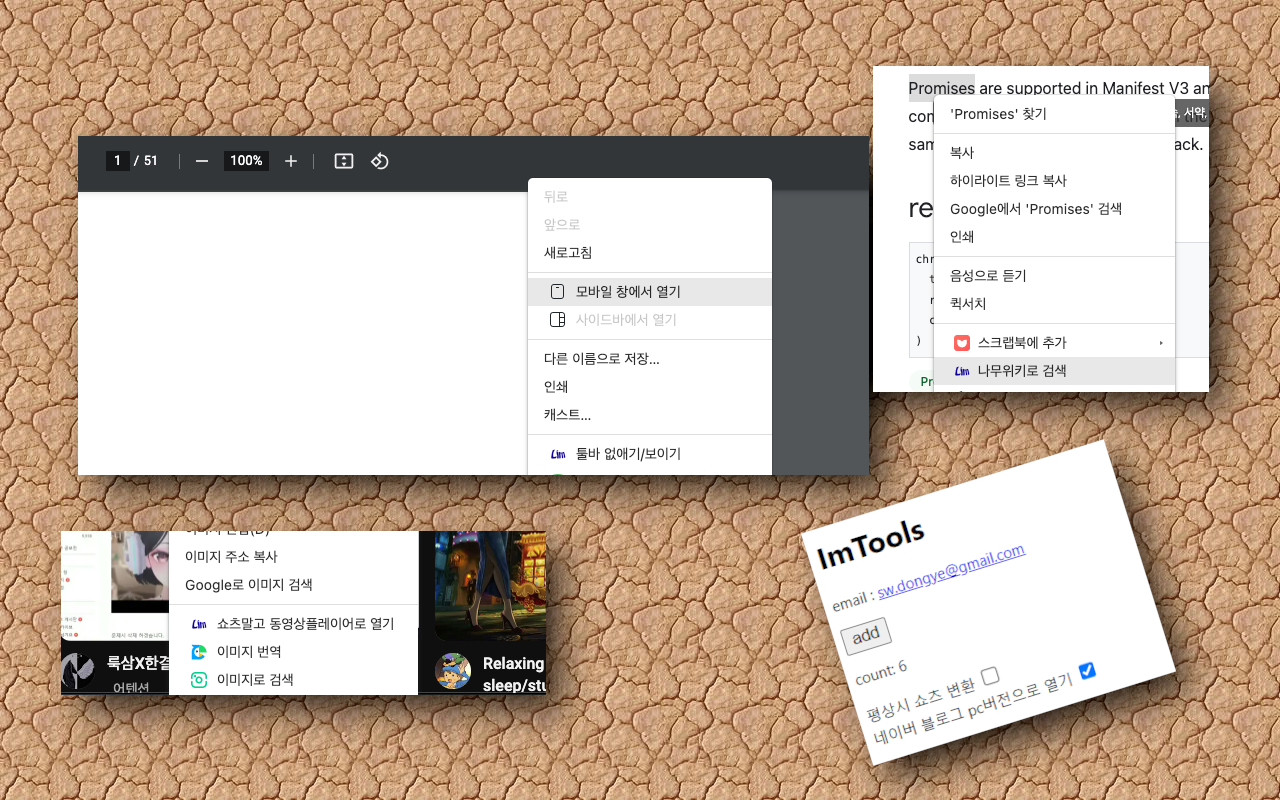 1 / 51
100%
뒤로
앞으로
새로고침
모바일 창에서 열기
사이드바에서 열기
다른 이름으로 저장...
인쇄
캐스트...
Lim 툴바 없애기/보이기
Promises are supported in Manifest V3 an
com
sam
ack.
, 서약,
're
chr
t
r
c
)
Pr
'Promises' 찾기
복사
하이라이트 링크 복사
Google에서 'Promises' 검색
인쇄
음성으로 듣기
퀵서치
스크랩북에 추가
Lim 나무위키로 검색
이미지 주소 복사
Google로 이미지 검색
Lim 쇼츠말고 동영상플레이어로 열기
이미지 번역
이미지로 검색
룩삼X한결
어텐션
Relaxing
sleep/stu
ImTools
email : sw.dongye@gmail.com
add
count: 6
평상시 쇼츠 변환
네이버 블로그 pc버전으로 열기